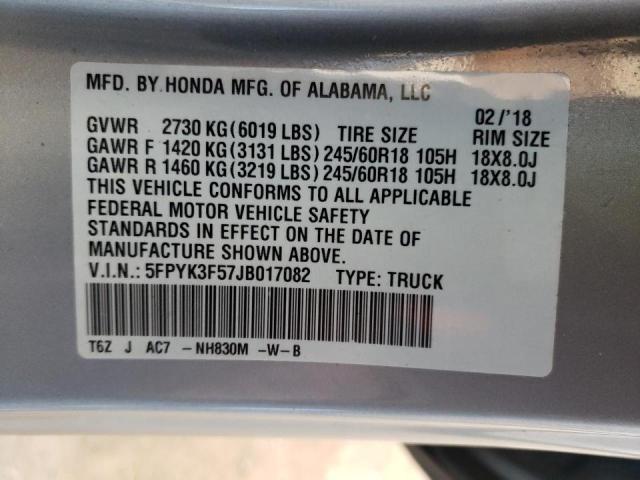 MFD. BY HONDA MFG. OF ALABAMA, LLC
02/'18
GVWR 2730 KG(6019 LBS) TIRE SIZE RIM SIZE
GAWR F 1420 KG(3131 LBS) 245/60R18 105H 18X8.0J
GAWR R 1460 KG(3219 LBS) 245/60R18 105H 18X8.0J
THIS VEHICLE CONFORMS TO ALL APPLICABLE
FEDERAL MOTOR VEHICLE SAFETY
STANDARDS IN EFFECT ON THE DATE OF
MANUFACTURE SHOWN ABOVE.
V.I.N.: 5FPYK3F57JB017082 TYPE: TRUCK
T6Z J AC7 -NH830M -W-B